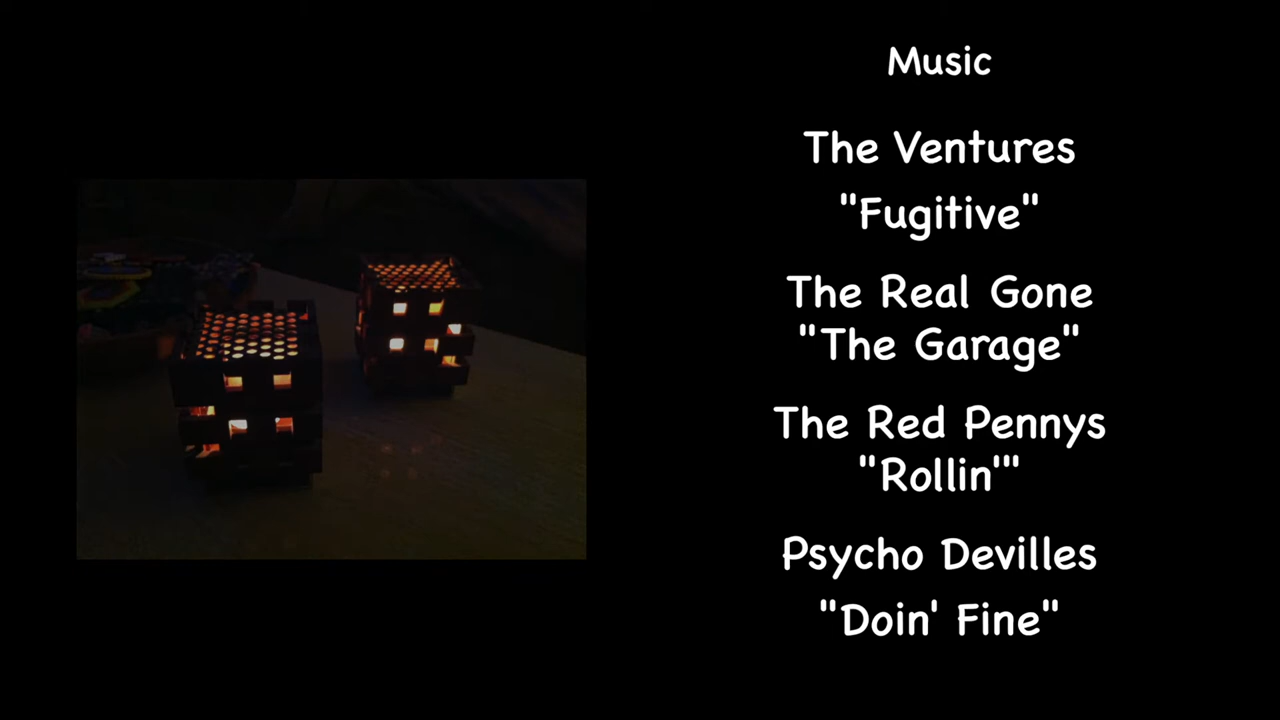 Music
The Ventures
"Fugitive"
The Real Gone
"The Garage"
The Red Pennys
"Rollin'"
Psycho Devilles
"Doin' Fine"